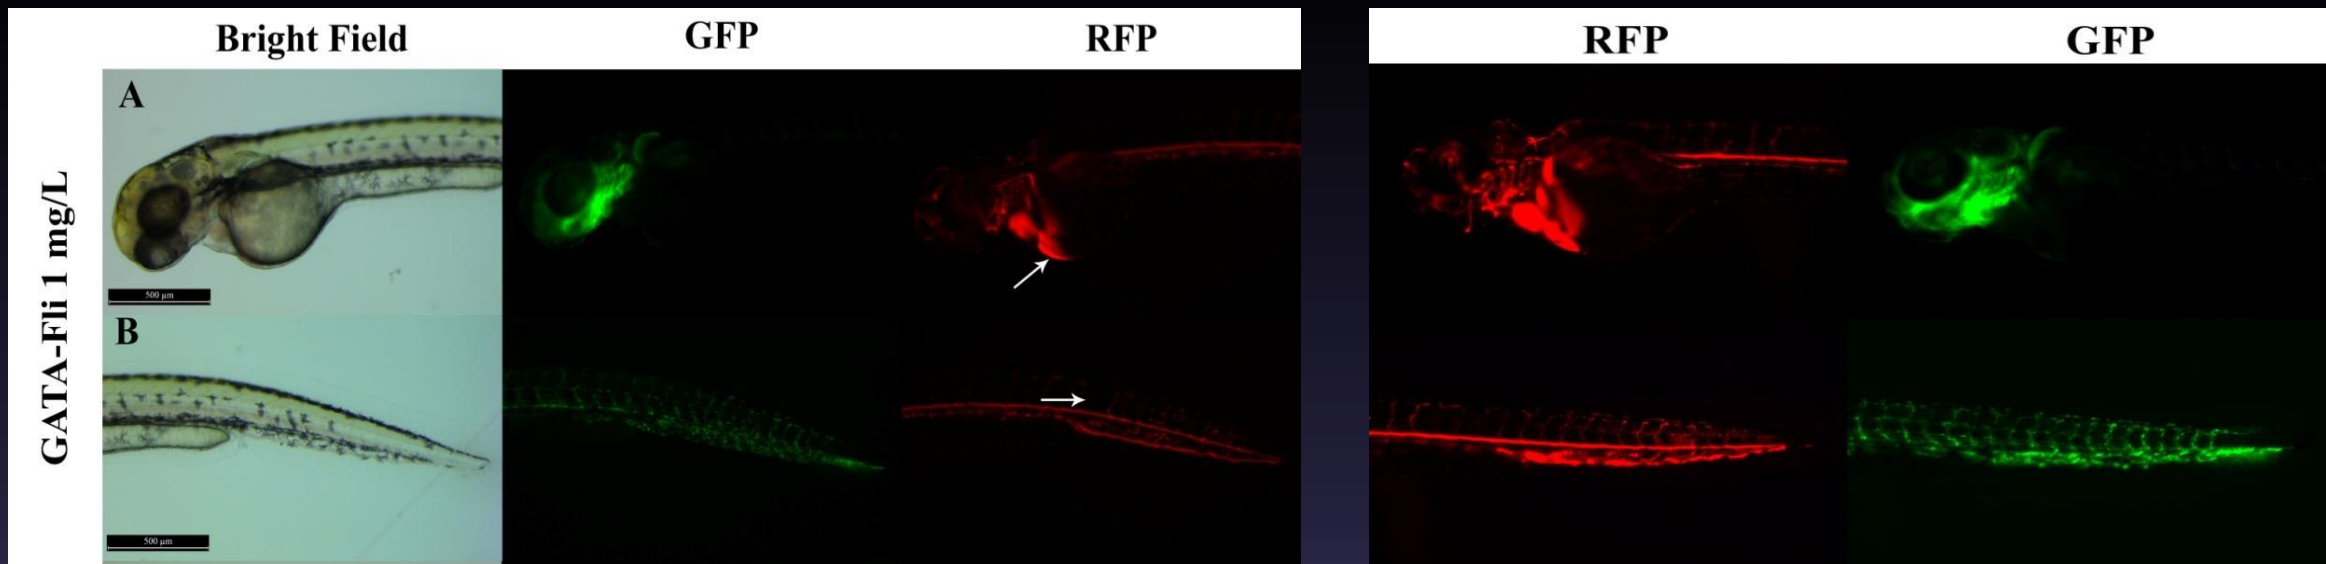 Bright Field
GFP
RFP
RFP
GFP
GATA-Fli 1 mg/L
A
500 µm
B
500 µm